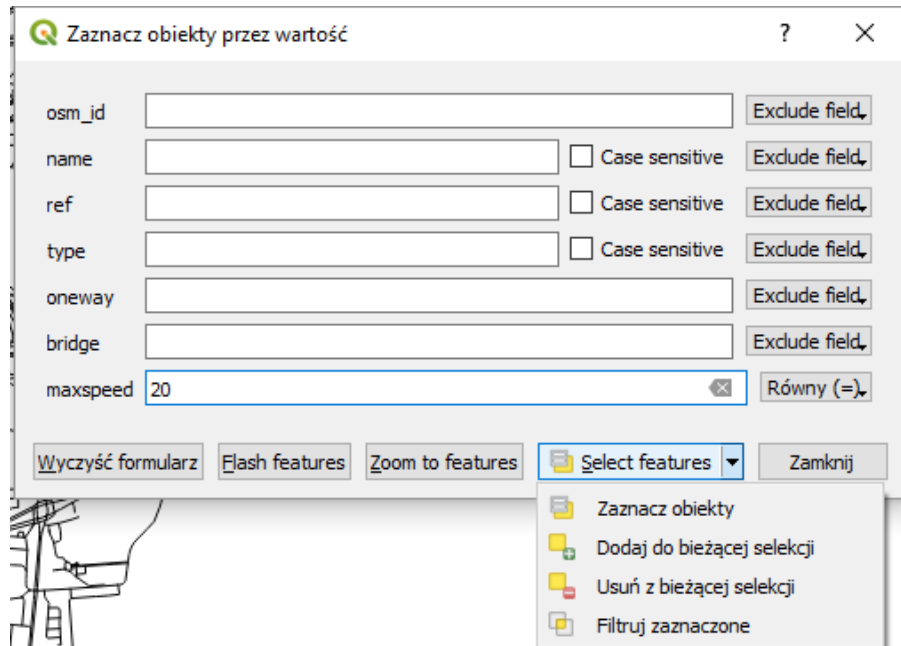 Zaznacz obiekty przez wartość ?
osm_id Exclude field
name Case sensitive Exclude field
ref Case sensitive Exclude field
type Case sensitive Exclude field
oneway Exclude field
bridge Exclude field
maxspeed 20 Równy (=)
Wyczyść formularz Flash features Zoom to features Select features Zamknij
Zaznacz obiekty
Dodaj do bieżącej selekcji
Usuń z bieżącej selekcji
Filtruj zaznaczone